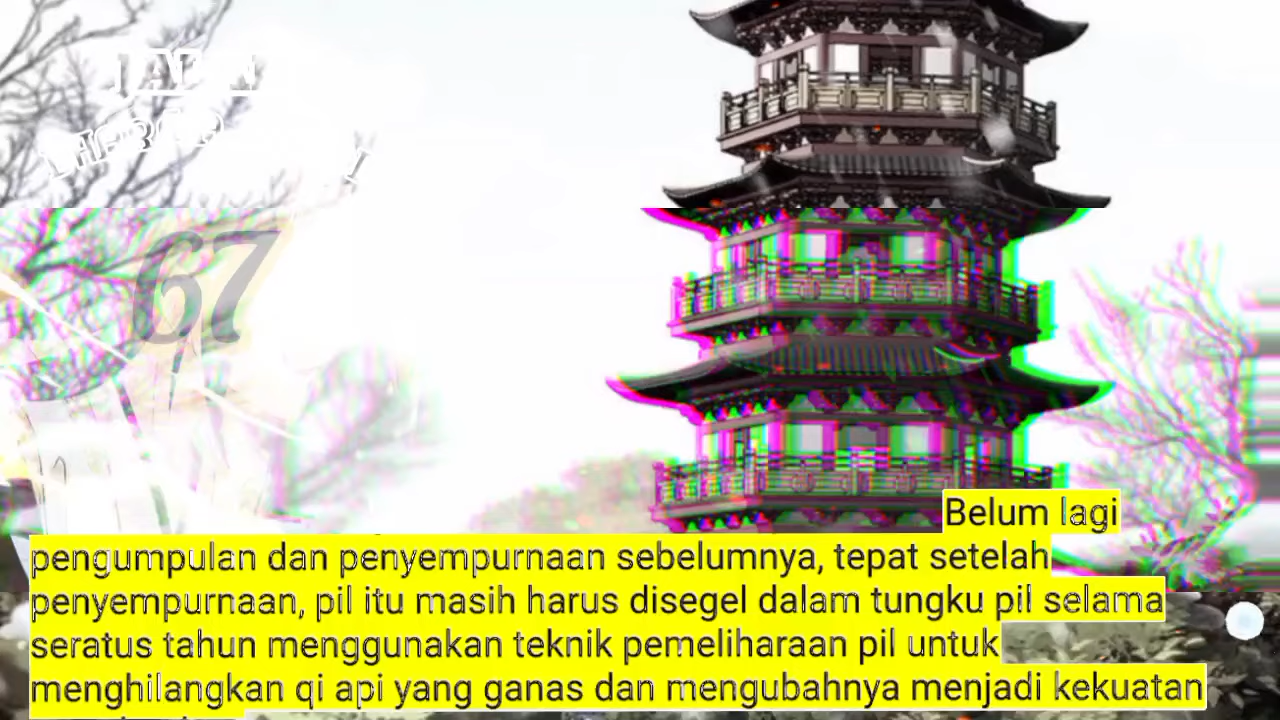 67
Belum lagi
pengumpulan dan penyempurnaan sebelumnya, tepat setelah
penyempurnaan, pil itu masih harus disegel dalam tungku pil selama
seratus tahun menggunakan teknik pemeliharaan pil untuk
menghilangkan qi api yang ganas dan mengubahnya menjadi kekuatan